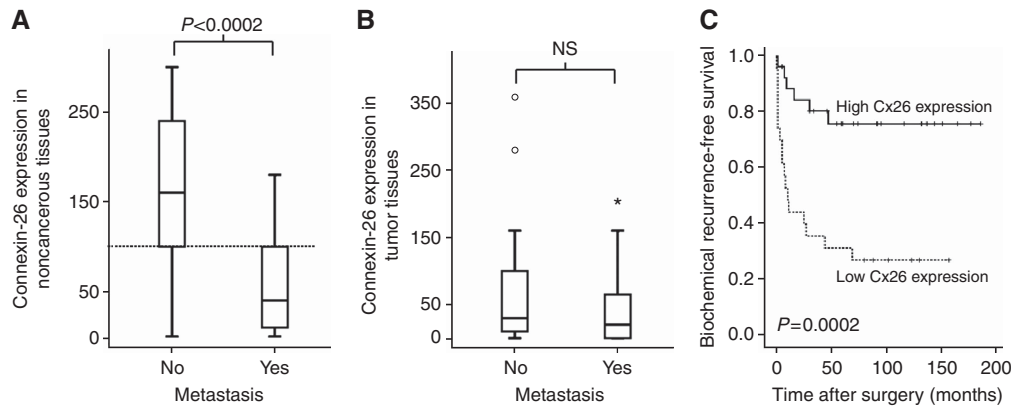 A
P<0.0002
Connexin-26 expression in
noncancerous tissues
250
150
50
0
No
Yes
Metastasis
B
NS
Connexin-26 expression in
tumor tissues
350
250
150
50
0
No
Yes
Metastasis
C
Biochemical recurrence-free survival
1.0
0.8
0.6
0.4
0.2
0.0
High Cx26 expression
Low Cx26 expression
P=0.0002
0
50
100
150
200
Time after surgery (months)